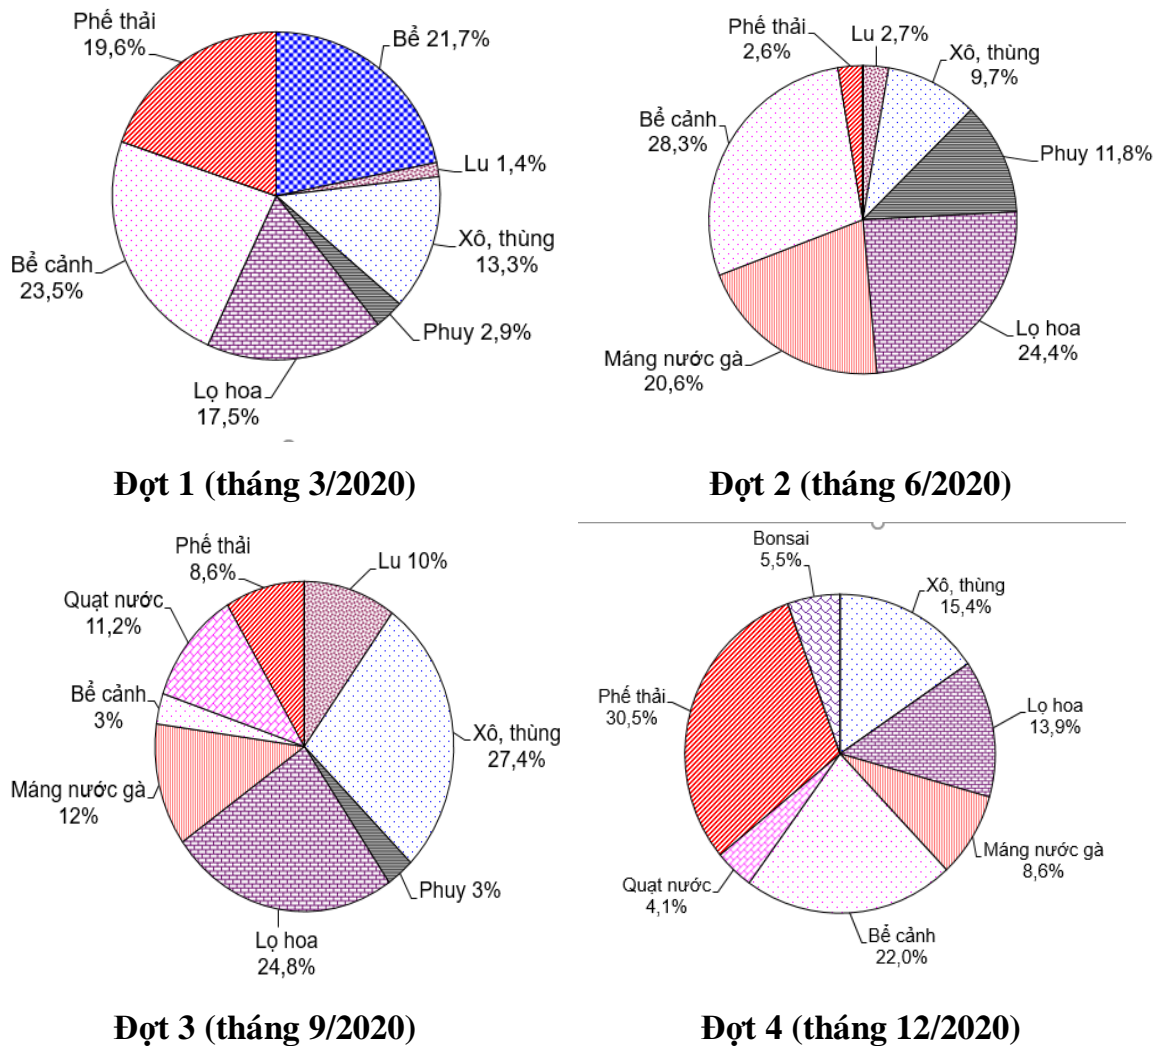 Phế thải
19,6%
Bể 21,7%
Lu 1,4%
Xô, thùng
13,3%
Phuy 2,9%
Lọ hoa
17,5%
Bể cảnh
23,5%
Đợt 1 (tháng 3/2020)
Phế thải
2,6%
Lu 2,7%
Xô, thùng
9,7%
Phuy 11,8%
Lọ hoa
24,4%
Máng nước gà
20,6%
Bể cảnh
28,3%
Đợt 2 (tháng 6/2020)
Phế thải
8,6%
Lu 10%
Xô, thùng
27,4%
Phuy 3%
Lọ hoa
24,8%
Máng nước gà
12%
Bể cảnh
3%
Quạt nước
11,2%
Đợt 3 (tháng 9/2020)
Bonsai
5,5%
Xô, thùng
15,4%
Lọ hoa
13,9%
Máng nước gà
8,6%
Bể cảnh
22,0%
Quạt nước
4,1%
Phế thải
30,5%
Đợt 4 (tháng 12/2020)